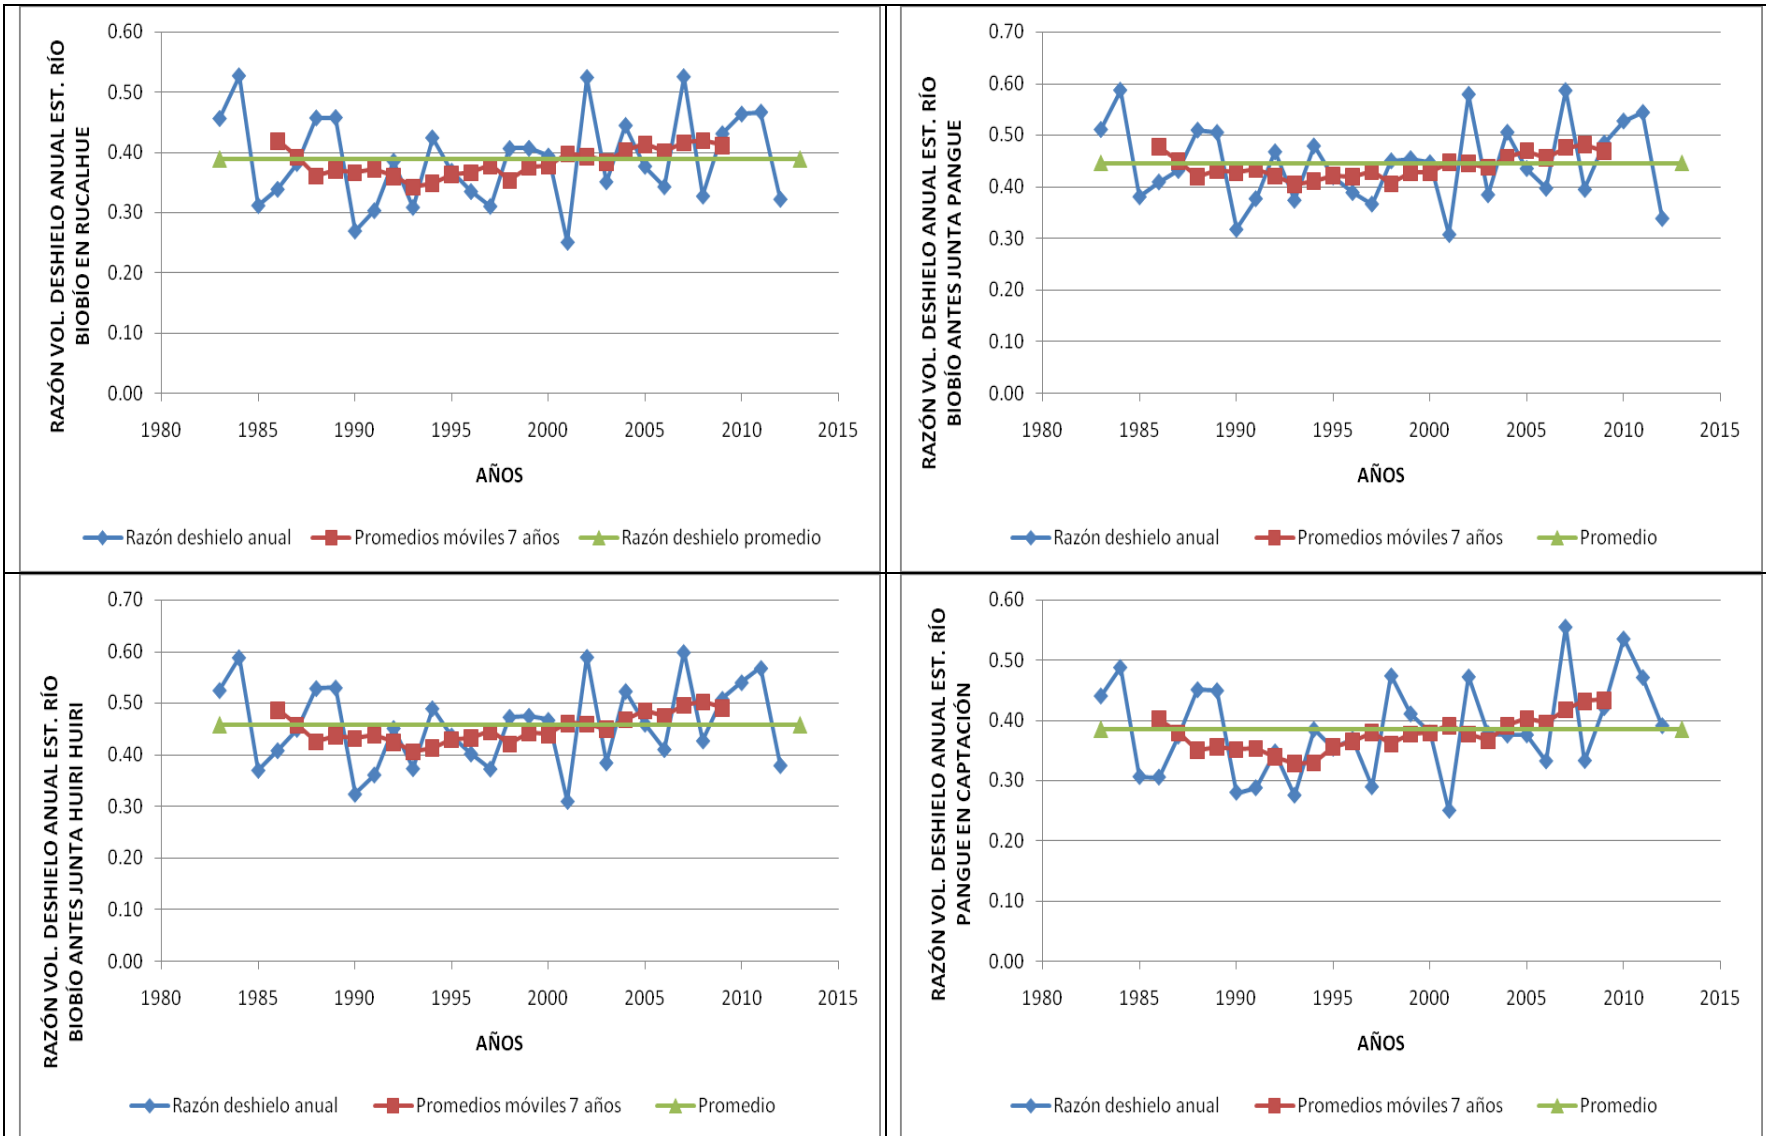 RAZÓN VOL. DESHIELO ANUAL EST. RÍO
BIOBÍO EN RUCALHUE
0.60
0.50
0.40
0.30
0.20
0.10
0.00
1980 1985 1990 1995 2000 2005 2010 2015
AÑOS
Razón deshielo anual Promedios móviles 7 años Razón deshielo promedio
RAZÓN VOL. DESHIELO ANUAL EST. RÍO
BIOBÍO ANTES JUNTA PANGUE
0.70
0.60
0.50
0.40
0.30
0.20
0.10
0.00
1980 1985 1990 1995 2000 2005 2010 2015
AÑOS
Razón deshielo anual Promedios móviles 7 años Promedio
RAZÓN VOL. DESHIELO ANUAL EST. RÍO
BIOBÍO ANTES JUNTA HUIRI HUIRI
0.70
0.60
0.50
0.40
0.30
0.20
0.10
0.00
1980 1985 1990 1995 2000 2005 2010 2015
AÑOS
Razón deshielo anual Promedios móviles 7 años Promedio
RAZÓN VOL. DESHIELO ANUAL EST. RÍO
PANGUE EN CAPTACIÓN
0.60
0.50
0.40
0.30
0.20
0.10
0.00
1980 1985 1990 1995 2000 2005 2010 2015
AÑOS
Razón deshielo anual Promedios móviles 7 años Promedio